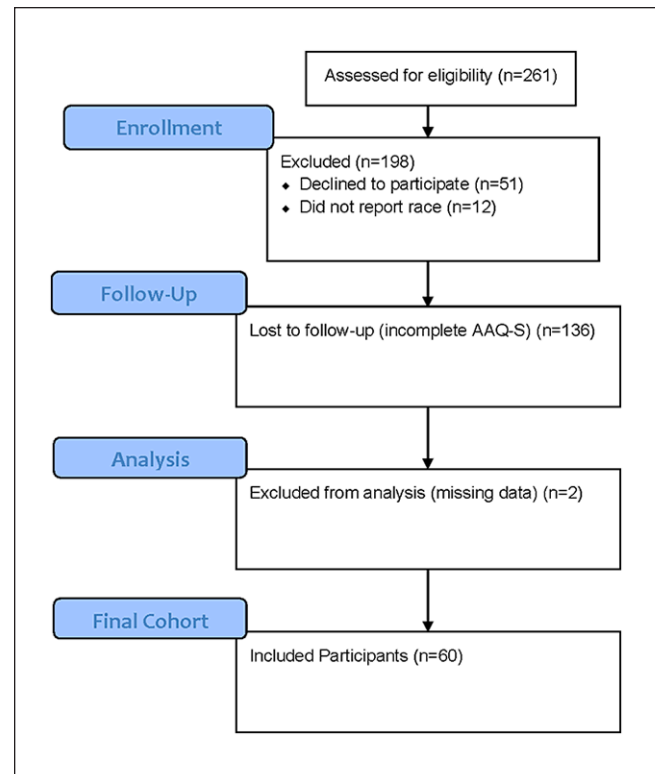 Assessed for eligibility (n=261)
Enrollment
Excluded (n=198)
⬥ Declined to participate (n=51)
⬥ Did not report race (n=12)
Follow-Up
Lost to follow-up (incomplete AAQ-S) (n=136)
Analysis
Excluded from analysis (missing data) (n=2)
Final Cohort
Included Participants (n=60)